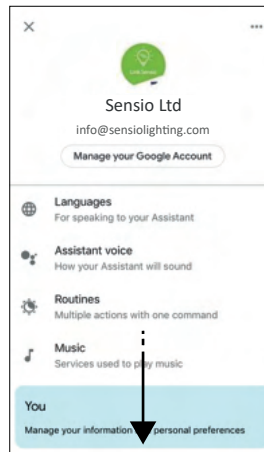 Link Sensio
Sensio Ltd
info@sensiolighting.com
Manage your Google Account
Languages
For speaking to your Assistant
Assistant voice
How your Assistant will sound
Routines
Multiple actions with one command
Music
Services used to play music
You
Manage your information personal preferences